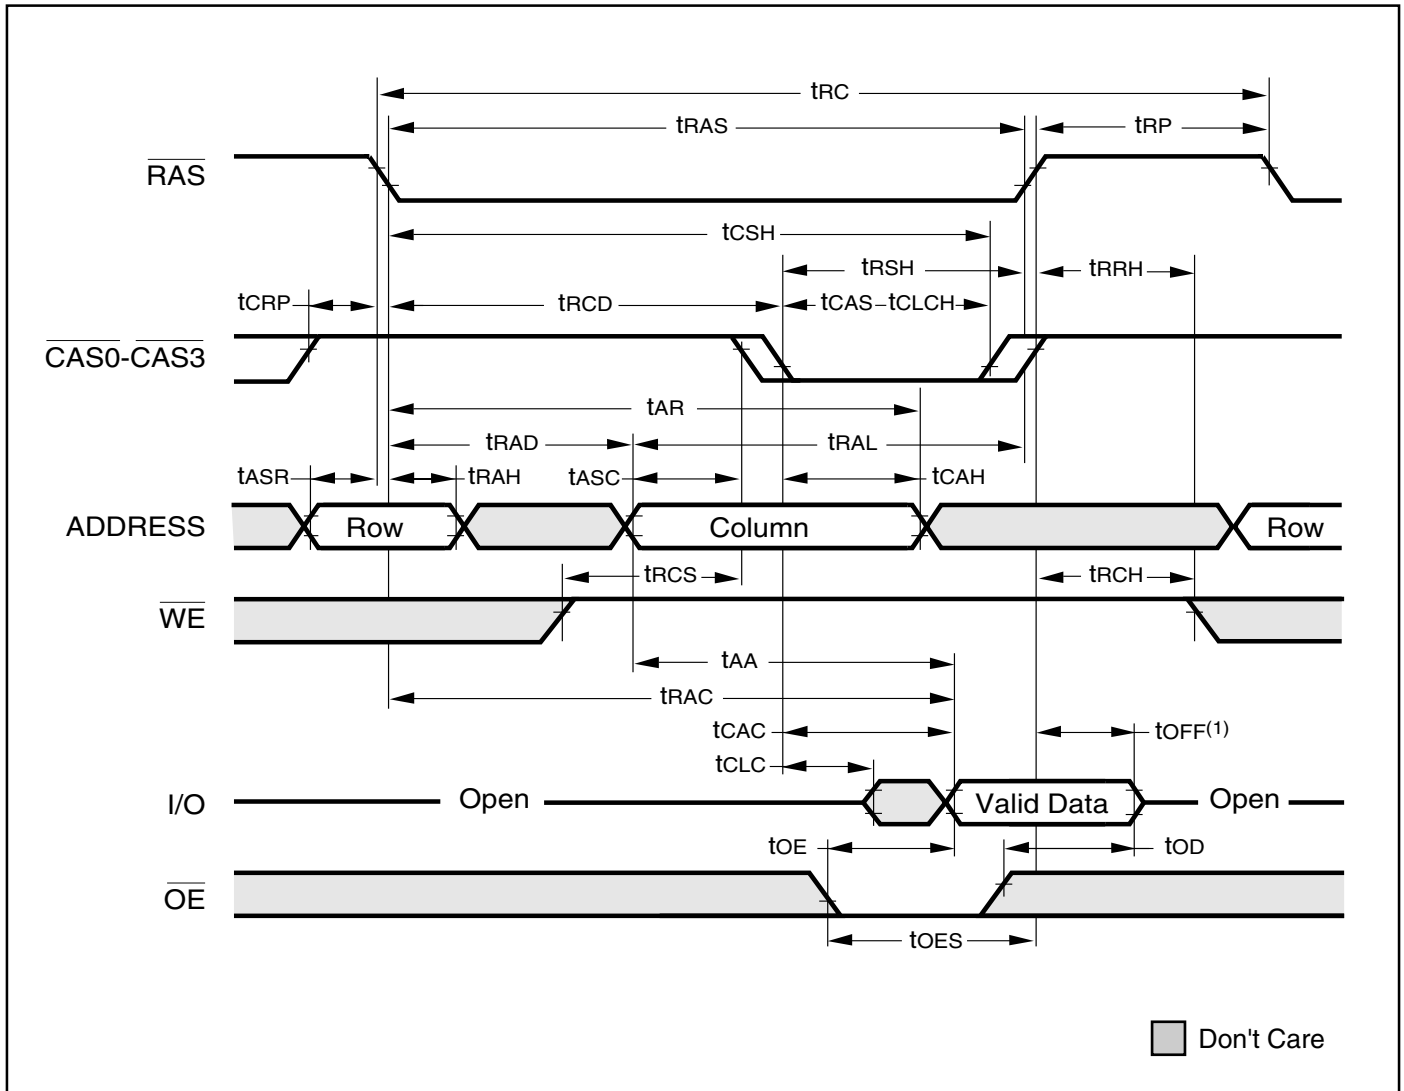 tRC
tRAS
tRP
RAS
tCSH
tRSH
tRRH
tCRP
tRCD
tCAS
tCLCH
CAS0-CAS3
tAR
tRAD
tRAL
tASR
tRAH
tASC
tCAH
ADDRESS
Row
Column
Row
tRCS
tRCH
WE
tAA
tRAC
tCAC
tOFF(1)
tCLC
I/O
Open
Valid Data
Open
tOE
tOD
OE
tOES
Don't Care